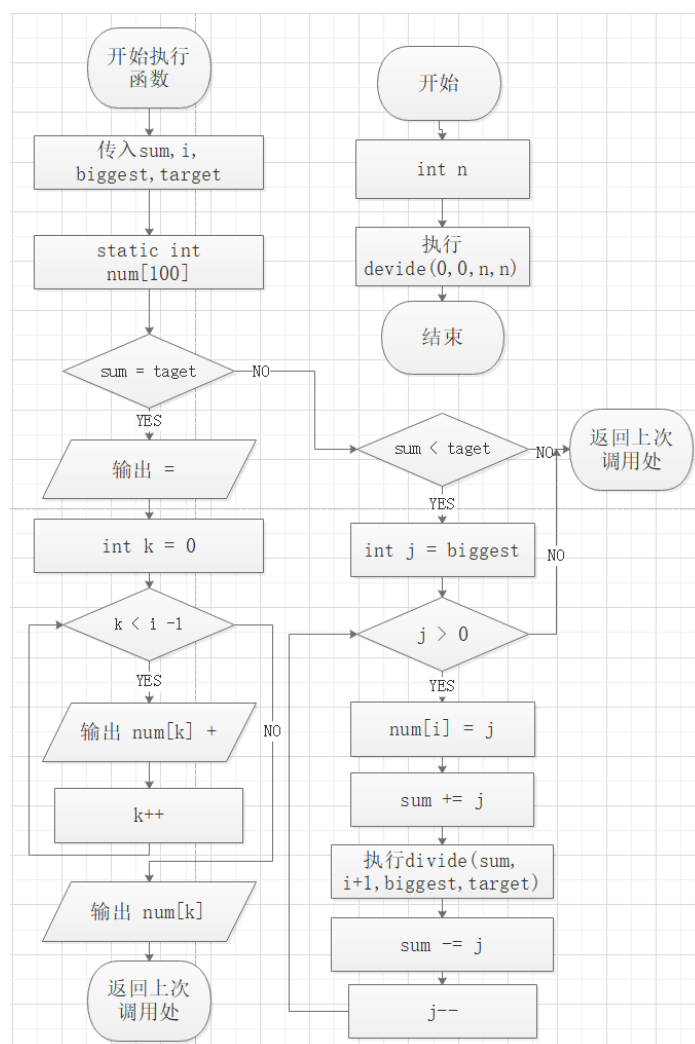 开始执行
函数
传入sum,i,
biggest,target
static int
num[100]
sum = taget
NO
YES
输出 =
int k = 0
k < i -1
YES
NO
输出 num[k] +
k++
输出 num[k]
返回上次
调用处
开始
int n
执行
devide(0,0,n,n)
结束
sum < taget
NO
YES
返回上次
调用处
int j = biggest
NO
j > 0
YES
num[i] = j
sum += j
执行divide(sum,
i+1,biggest,target)
sum -= j
j--